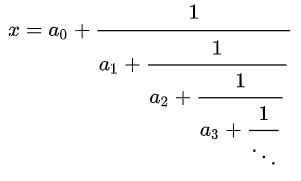 x = a₀ + 1
a₁ + 1
a₂ + 1
a₃ + 1
⋱